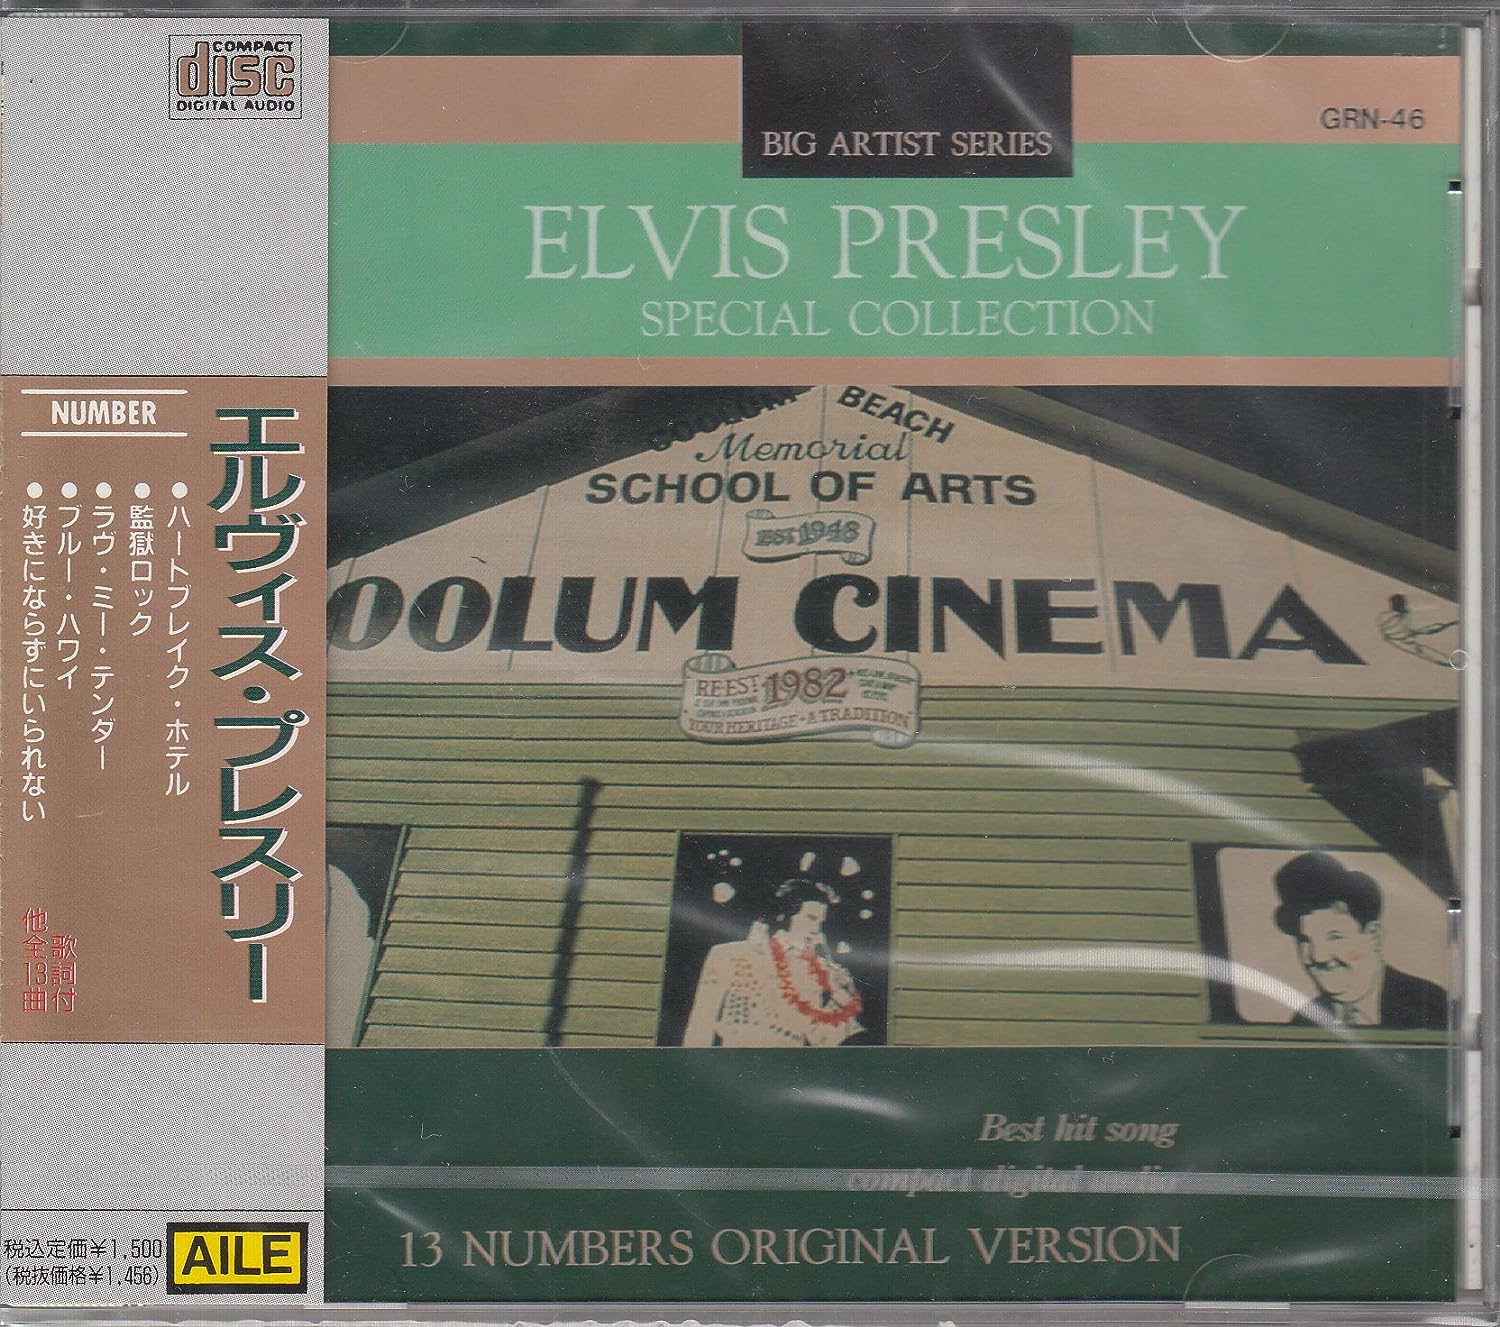 COMPACT
disc
DIGITAL AUDIO
NUMBER
エルヴィス・プレスリー
●ハートブレイク・ホテル
●監獄ロック
●ラヴ・ミー・テンダー
●ブルー・ハワイ
●好きにならずにいられない
歌詞付
他全13曲
税込定価¥1,500
(税抜価格¥1,456)
AILE
BIG ARTIST SERIES
GRN-46
ELVIS PRESLEY
SPECIAL COLLECTION
BEACH
Memorial
SCHOOL OF ARTS
EST 1948
OOLUM CINEMA
RE-EST 1982
YOUR HERITAGE • A TRADITION
Best hit song
compact digital audio
13 NUMBERS ORIGINAL VERSION